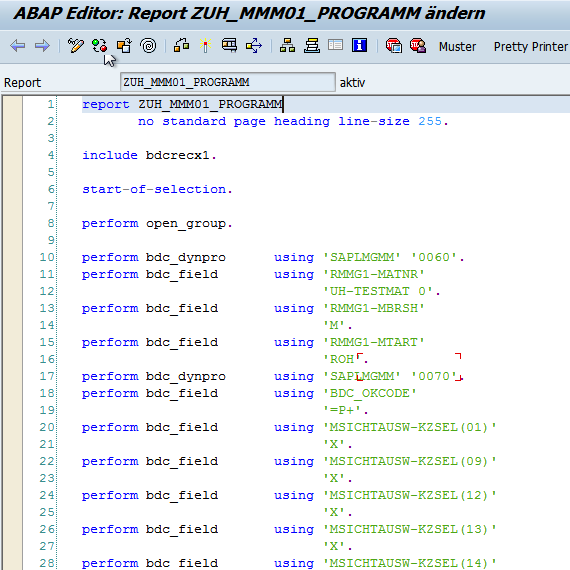 ABAP Editor: Report ZUH_MMM01_PROGRAMM ändern
Muster Pretty Printer
Report ZUH_MMM01_PROGRAMM aktiv
1 report ZUH_MMM01_PROGRAMM
2 no standard page heading line-size 255.
3
4 include bdcrecx1.
5
6 start-of-selection.
7
8 perform open_group.
9
10 perform bdc_dynpro using 'SAPLMGMM' '0060'.
11 perform bdc_field using 'RMMG1-MATNR'
12 'UH-TESTMAT 0'.
13 perform bdc_field using 'RMMG1-MBRSH'
14 'M'.
15 perform bdc_field using 'RMMG1-MTART'
16 'ROH'.
17 perform bdc_dynpro using 'SAPLMGMM' '0070'.
18 perform bdc_field using 'BDC_OKCODE'
19 '=P+'.
20 perform bdc_field using 'MSICHTAUSW-KZSEL(01)'
21 'X'.
22 perform bdc_field using 'MSICHTAUSW-KZSEL(09)'
23 'X'.
24 perform bdc_field using 'MSICHTAUSW-KZSEL(12)'
25 'X'.
26 perform bdc_field using 'MSICHTAUSW-KZSEL(13)'
27 'X'.
28 perform bdc_field using 'MSICHTAUSW-KZSEL(14)'